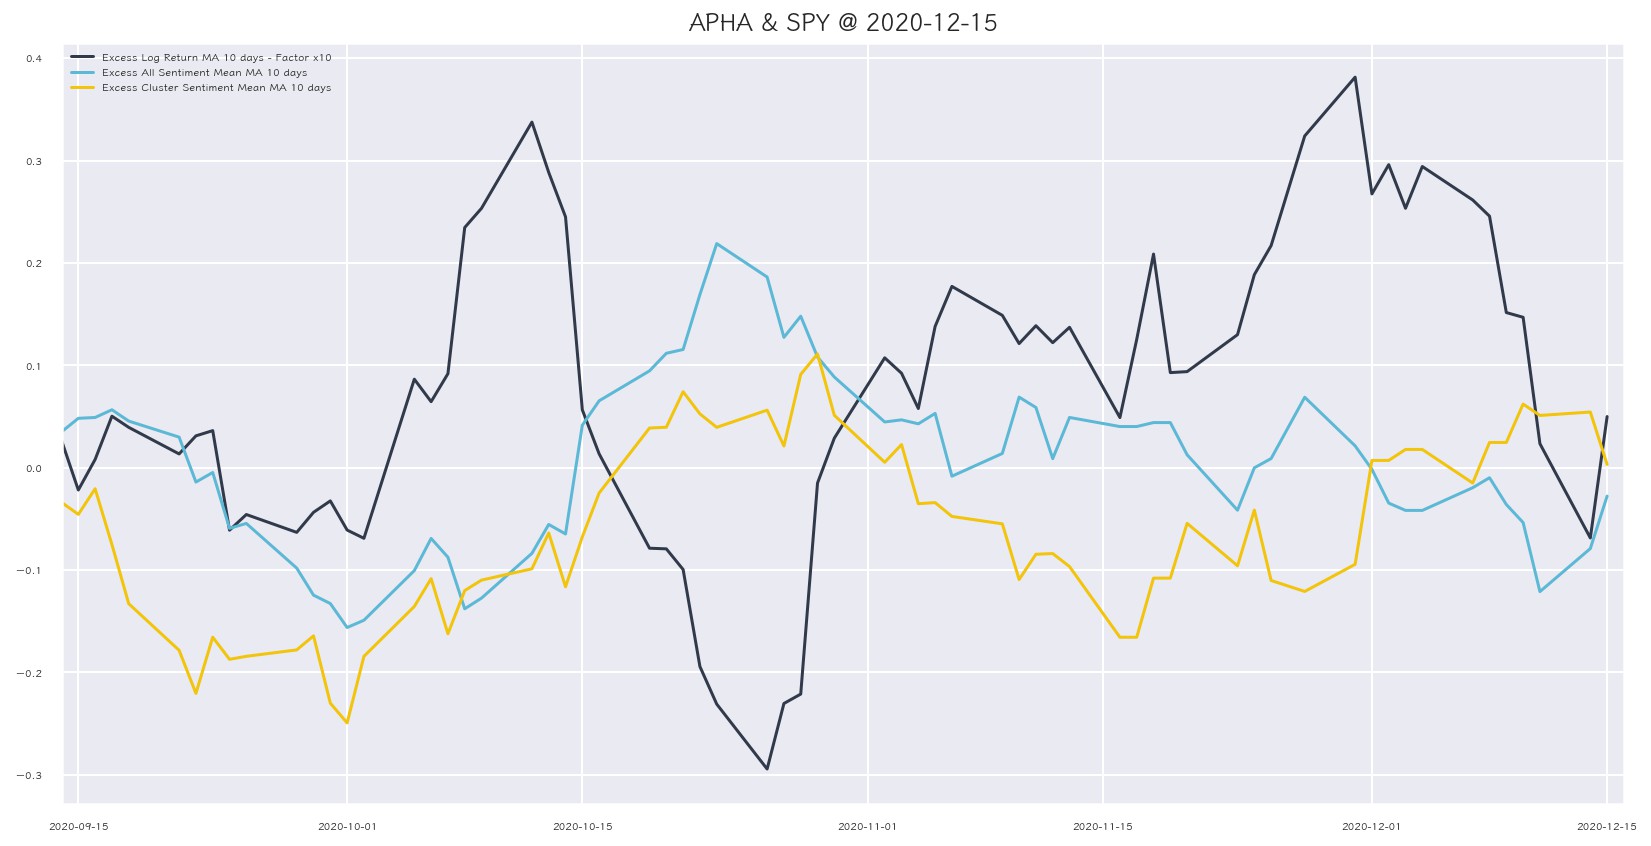 APHA & SPY @ 2020-12-15
Excess Log Return MA 10 days - Factor x10
Excess All Sentiment Mean MA 10 days
Excess Cluster Sentiment Mean MA 10 days
0.4
0.3
0.2
0.1
0.0
−0.1
−0.2
−0.3
2020-09-15 2020-10-01 2020-10-15 2020-11-01 2020-11-15 2020-12-01 2020-12-15